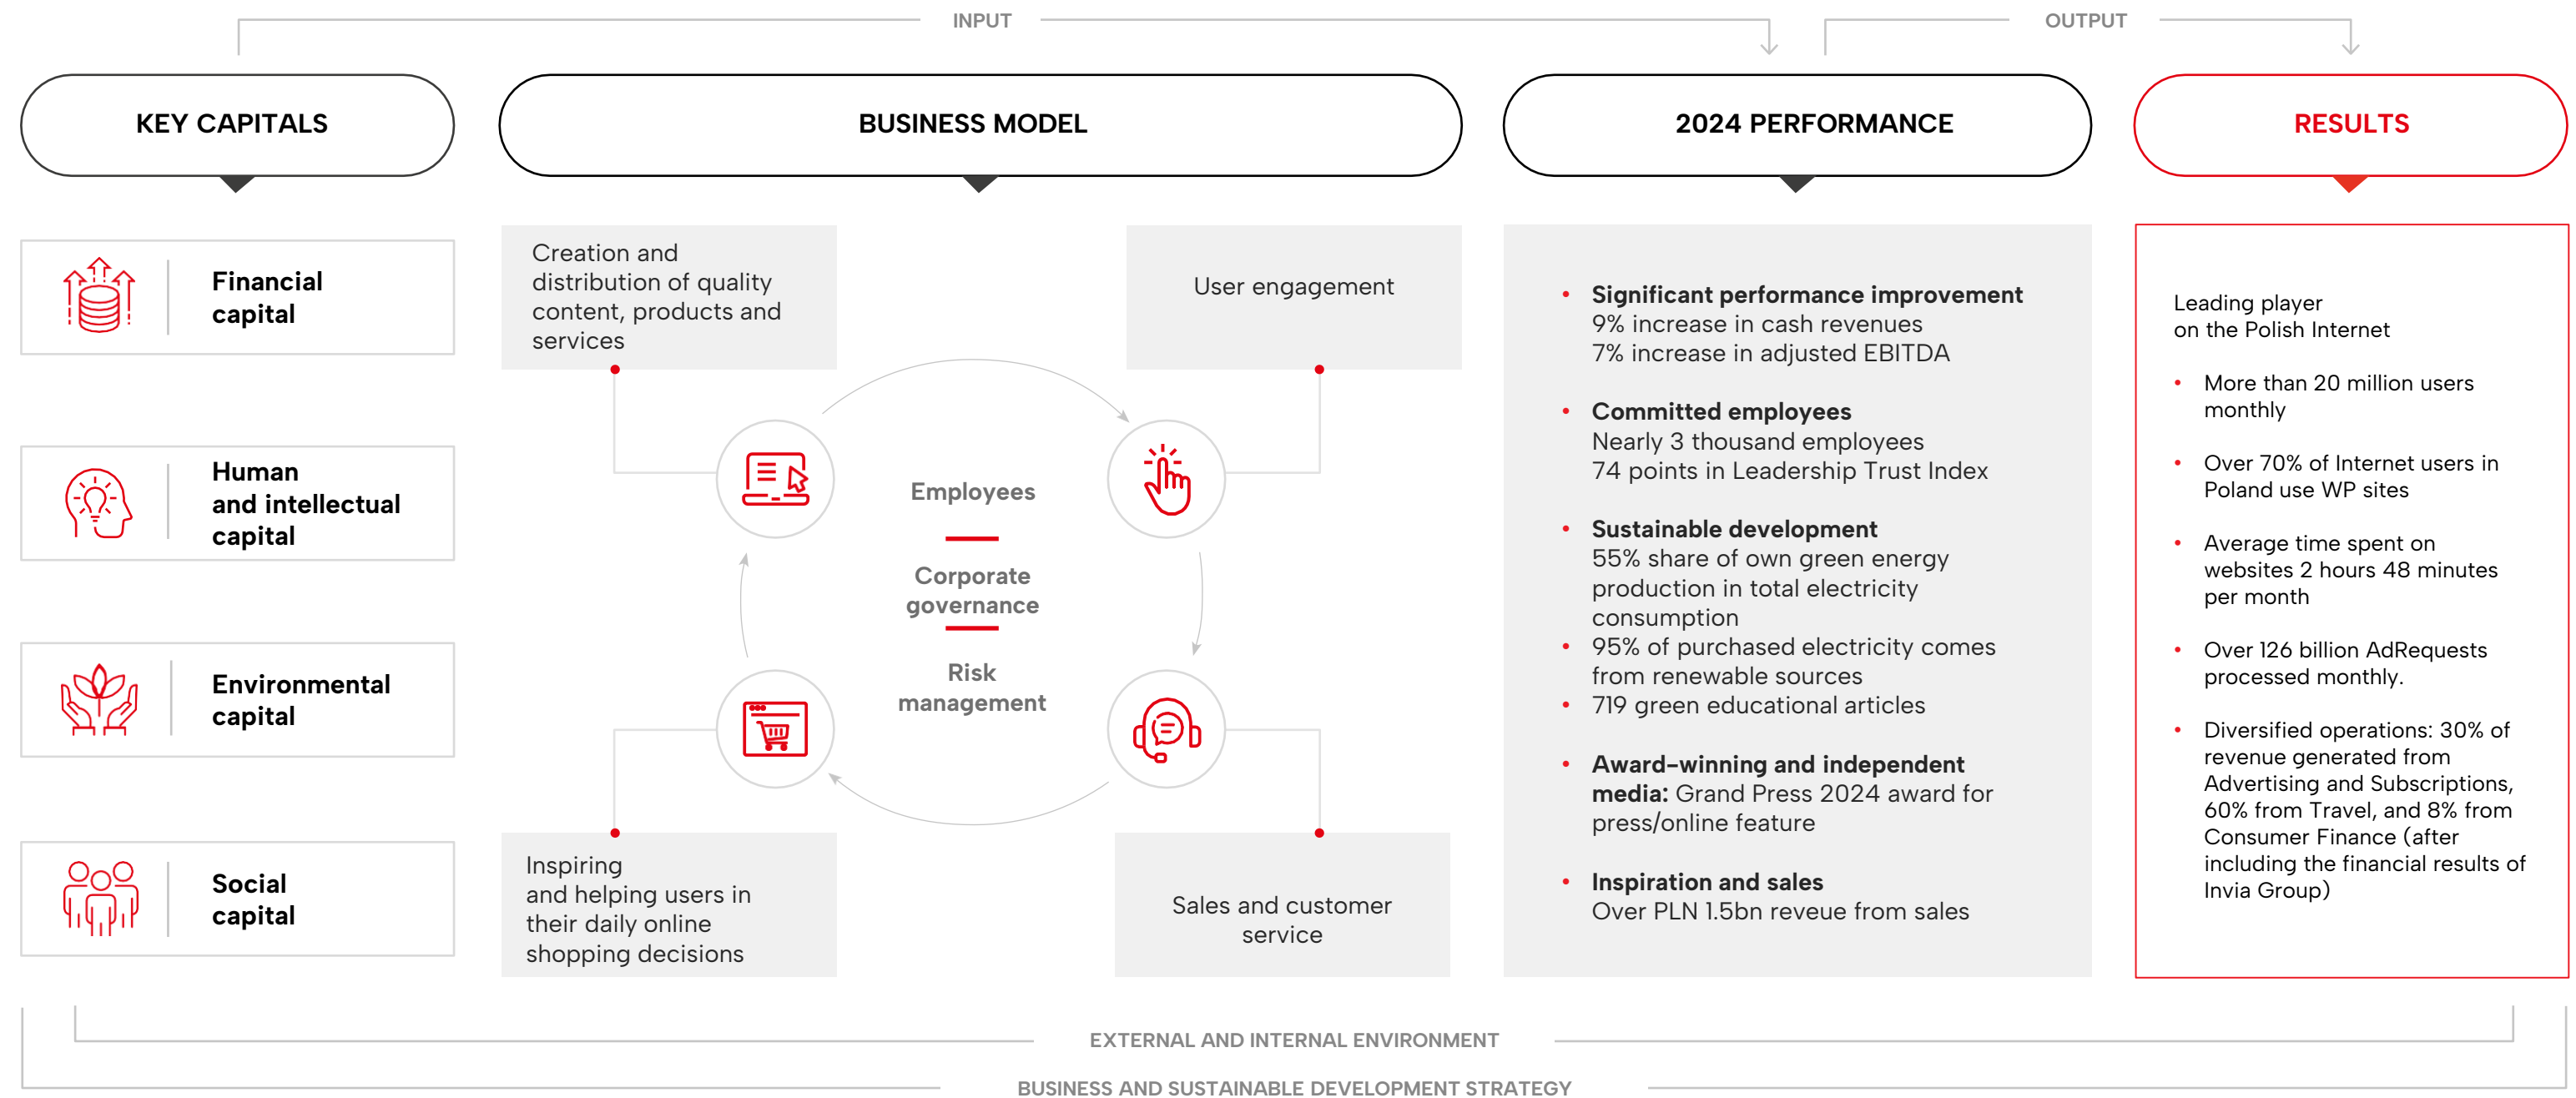 INPUT
OUTPUT
KEY CAPITALS
BUSINESS MODEL
2024 PERFORMANCE
RESULTS
Financial
capital
Human
and intellectual
capital
Environmental
capital
Social
capital
Creation and
distribution of quality
content, products and
services
User engagement
Employees
Corporate
governance
Risk
management
Inspiring
and helping users in
their daily online
shopping decisions
Sales and customer
service
• Significant performance improvement
9% increase in cash revenues
7% increase in adjusted EBITDA
• Committed employees
Nearly 3 thousand employees
74 points in Leadership Trust Index
• Sustainable development
55% share of own green energy
production in total electricity
consumption
• 95% of purchased electricity comes
from renewable sources
• 719 green educational articles
• Award-winning and independent
media: Grand Press 2024 award for
press/online feature
• Inspiration and sales
Over PLN 1.5bn reveue from sales
Leading player
on the Polish Internet
• More than 20 million users
monthly
• Over 70% of Internet users in
Poland use WP sites
• Average time spent on
websites 2 hours 48 minutes
per month
• Over 126 billion AdRequests
processed monthly.
• Diversified operations: 30% of
revenue generated from
Advertising and Subscriptions,
60% from Travel, and 8% from
Consumer Finance (after
including the financial results of
Invia Group)
EXTERNAL AND INTERNAL ENVIRONMENT
BUSINESS AND SUSTAINABLE DEVELOPMENT STRATEGY